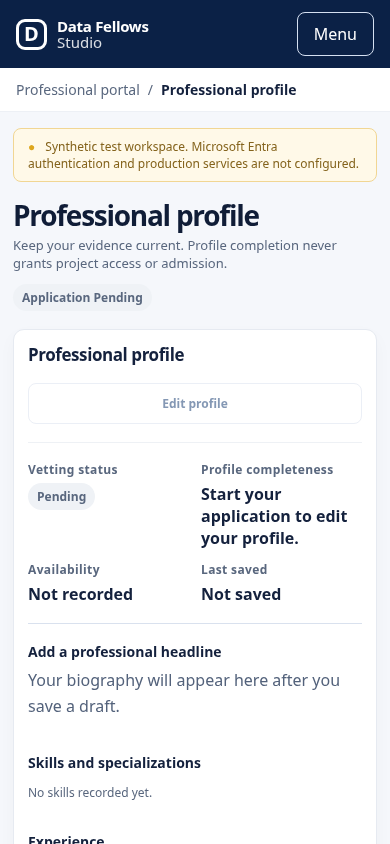 D
Data Fellows
Studio
Menu
Professional portal / Professional profile
Synthetic test workspace. Microsoft Entra
authentication and production services are not configured.
Professional profile
Keep your evidence current. Profile completion never
grants project access or admission.
Application Pending
Professional profile
Edit profile
Vetting status
Pending
Profile completeness
Start your
application to edit
your profile.
Availability
Not recorded
Last saved
Not saved
Add a professional headline
Your biography will appear here after you
save a draft.
Skills and specializations
No skills recorded yet.
Experience